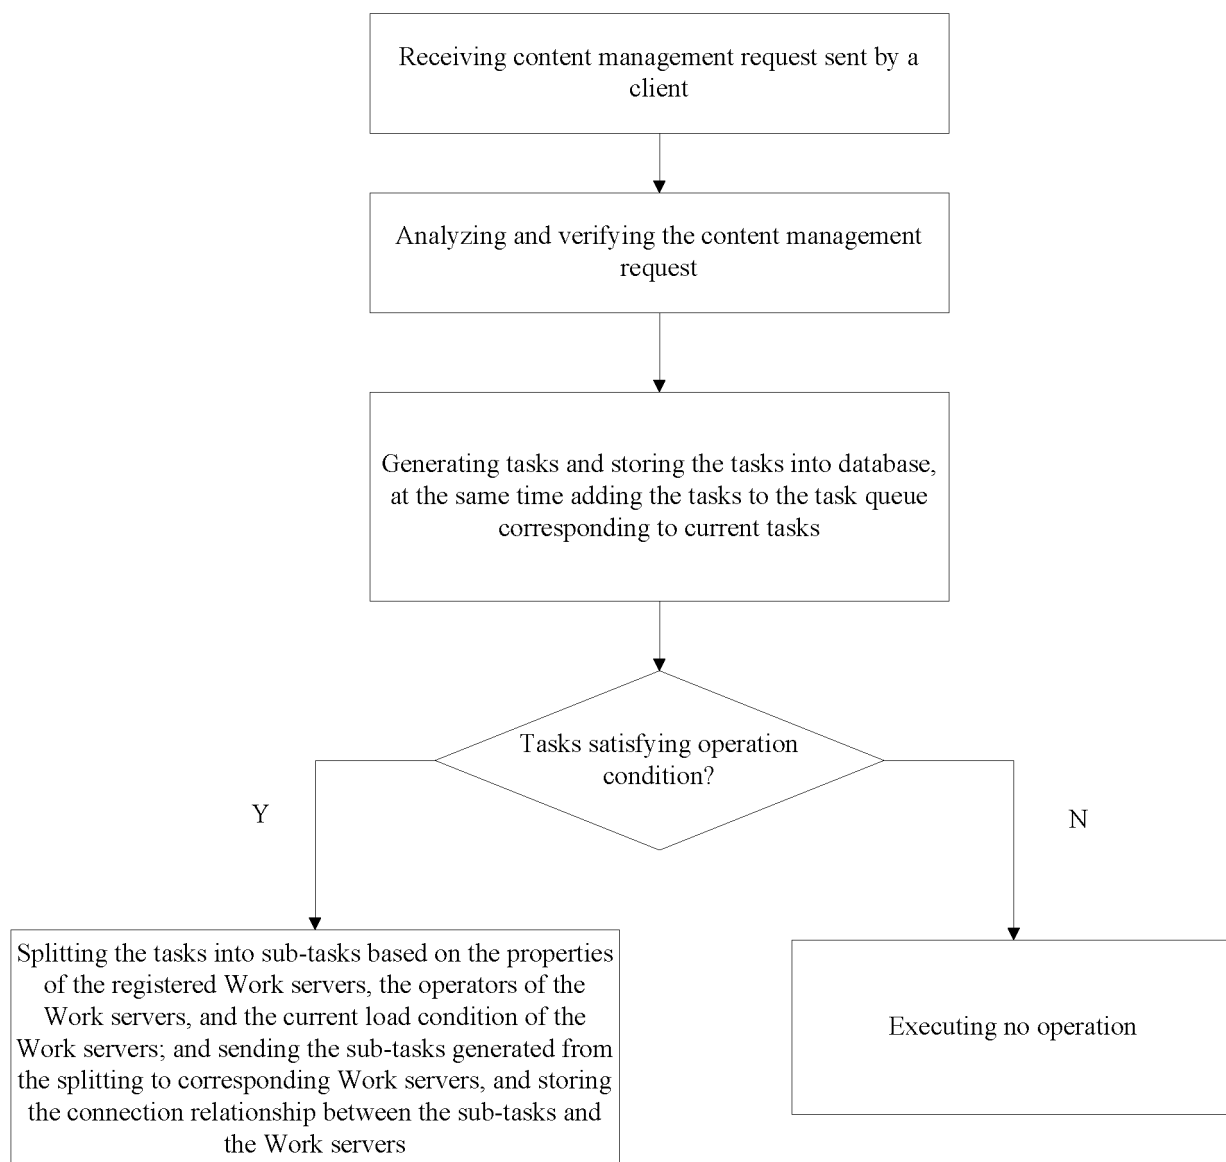 Receiving content management request sent by a
client
Analyzing and verifying the content management
request
Generating tasks and storing the tasks into database,
at the same time adding the tasks to the task queue
corresponding to current tasks
Tasks satisfying operation
condition?
Y
N
Splitting the tasks into sub-tasks based on the properties
of the registered Work servers, the operators of the
Work servers, and the current load condition of the
Work servers; and sending the sub-tasks generated from
the splitting to corresponding Work servers, and storing
the connection relationship between the sub-tasks and
the Work servers
Executing no operation